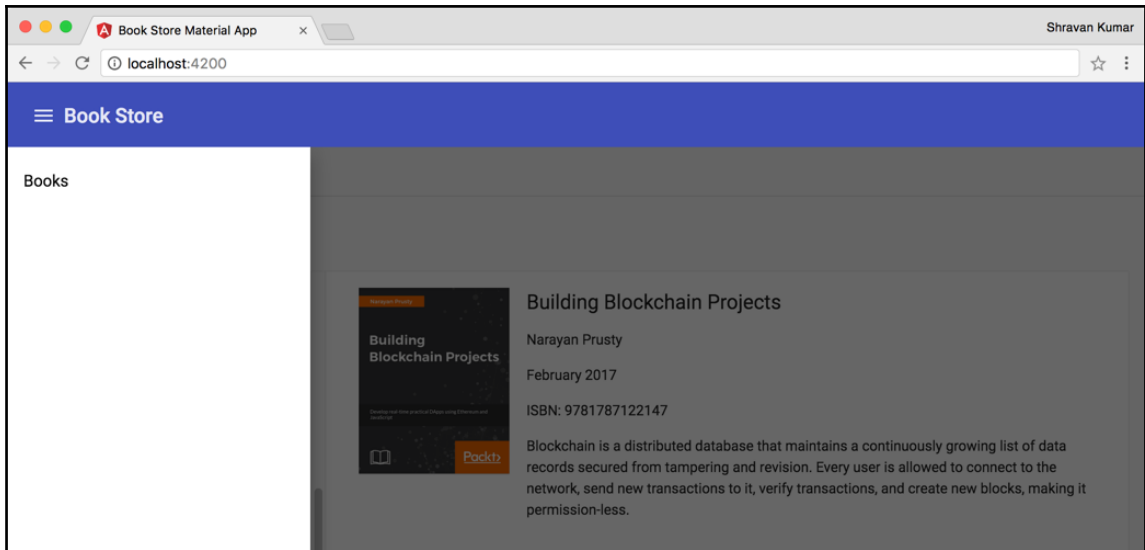 Book Store Material App
Shravan Kumar
localhost:4200
Book Store
Books
Narayan Prusty
Building
Blockchain Projects
Packt>
Building Blockchain Projects
Narayan Prusty
February 2017
ISBN: 9781787122147
Blockchain is a distributed database that maintains a continuously growing list of data
records secured from tampering and revision. Every user is allowed to connect to the
network, send new transactions to it, verify transactions, and create new blocks, making it
permission-less.